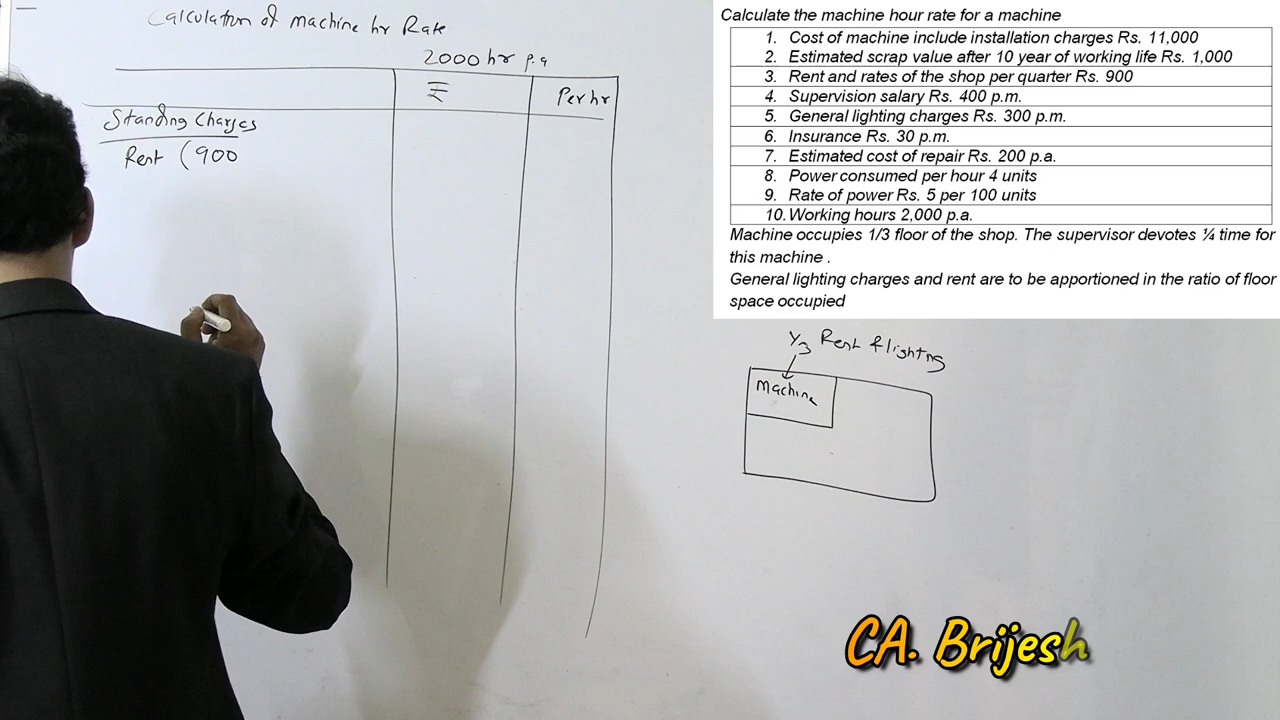 Calculation of machine hr Rate
2000 hr p.a
₹
Per hr
Standing Charges
Rent (900
Calculate the machine hour rate for a machine
1. Cost of machine include installation charges Rs. 11,000
2. Estimated scrap value after 10 year of working life Rs. 1,000
3. Rent and rates of the shop per quarter Rs. 900
4. Supervision salary Rs. 400 p.m.
5. General lighting charges Rs. 300 p.m.
6. Insurance Rs. 30 p.m.
7. Estimated cost of repair Rs. 200 p.a.
8. Power consumed per hour 4 units
9. Rate of power Rs. 5 per 100 units
10. Working hours 2,000 p.a.
Machine occupies 1/3 floor of the shop. The supervisor devotes ¼ time for
this machine .
General lighting charges and rent are to be apportioned in the ratio of floor
space occupied
1/3 Rent & lighting
Machine
CA. Brijesh